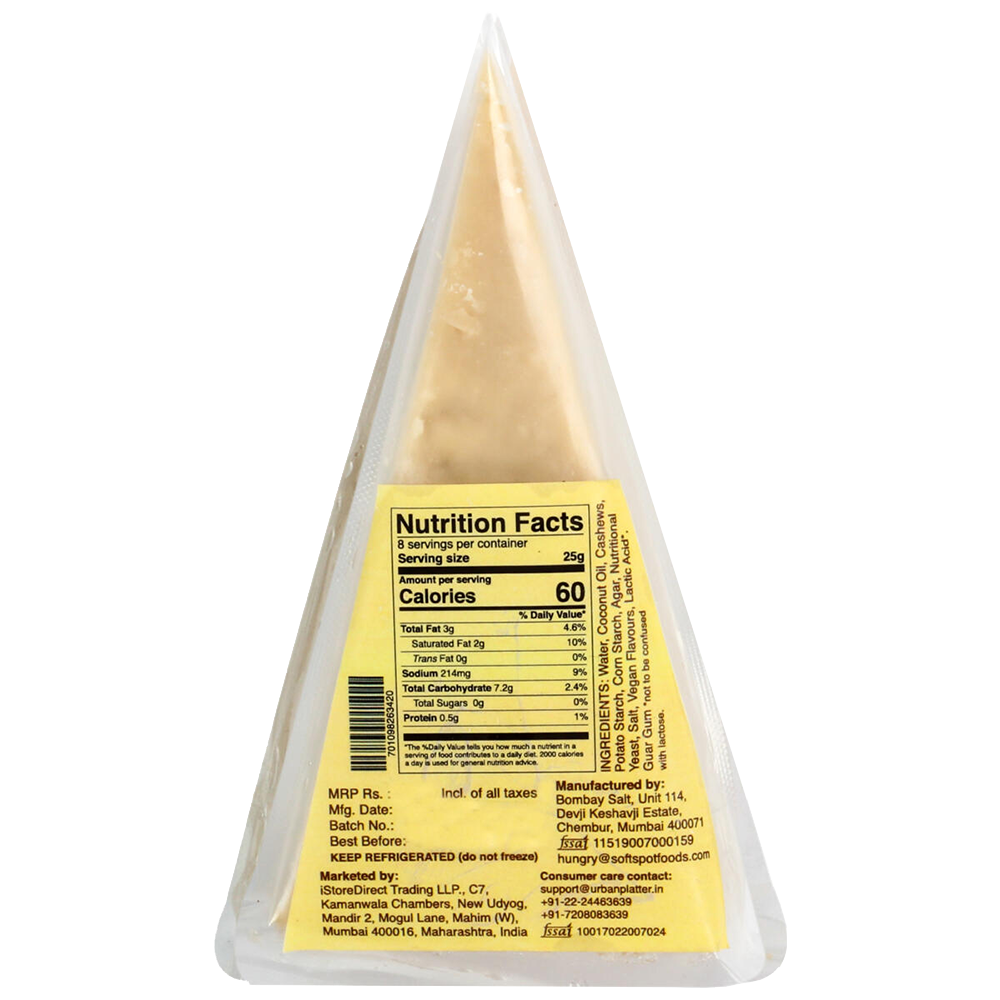 Nutrition Facts
8 servings per container
Serving size 25g
Amount per serving
Calories 60
% Daily Value*
Total Fat 3g 4.6%
Saturated Fat 2g 10%
Trans Fat 0g 0%
Sodium 214mg 9%
Total Carbohydrate 7.2g 2.4%
Total Sugars 0g 0%
Protein 0.5g 1%
*The %Daily Value tells you how much a nutrient in a
serving of food contributes to a daily diet. 2000 calories
a day is used for general nutrition advice.
INGREDIENTS: Water, Coconut Oil, Cashews,
Potato Starch, Corn Starch, Agar, Nutritional
Yeast, Salt, Vegan Flavours, Lactic Acid*.
Guar Gum *not to be confused
with lactose.
701098263420
MRP Rs. : Incl. of all taxes
Mfg. Date:
Batch No.:
Best Before:
KEEP REFRIGERATED (do not freeze)
Manufactured by:
Bombay Salt, Unit 114,
Devji Keshavji Estate,
Chembur, Mumbai 400071
fssai 11519007000159
hungry@softspotfoods.com
Marketed by:
iStoreDirect Trading LLP., C7,
Kamanwala Chambers, New Udyog,
Mandir 2, Mogul Lane, Mahim (W),
Mumbai 400016, Maharashtra, India
Consumer care contact:
support@urbanplatter.in
+91-22-24463639
+91-7208083639
fssai 10017022007024